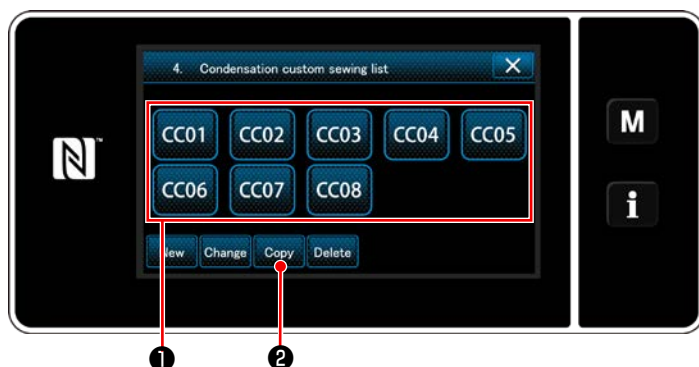 4. Condensation custom sewing list
CC01 CC02 CC03 CC04 CC05
M
N™
CC06 CC07 CC08
i
New Change Copy Delete
❶ ❷